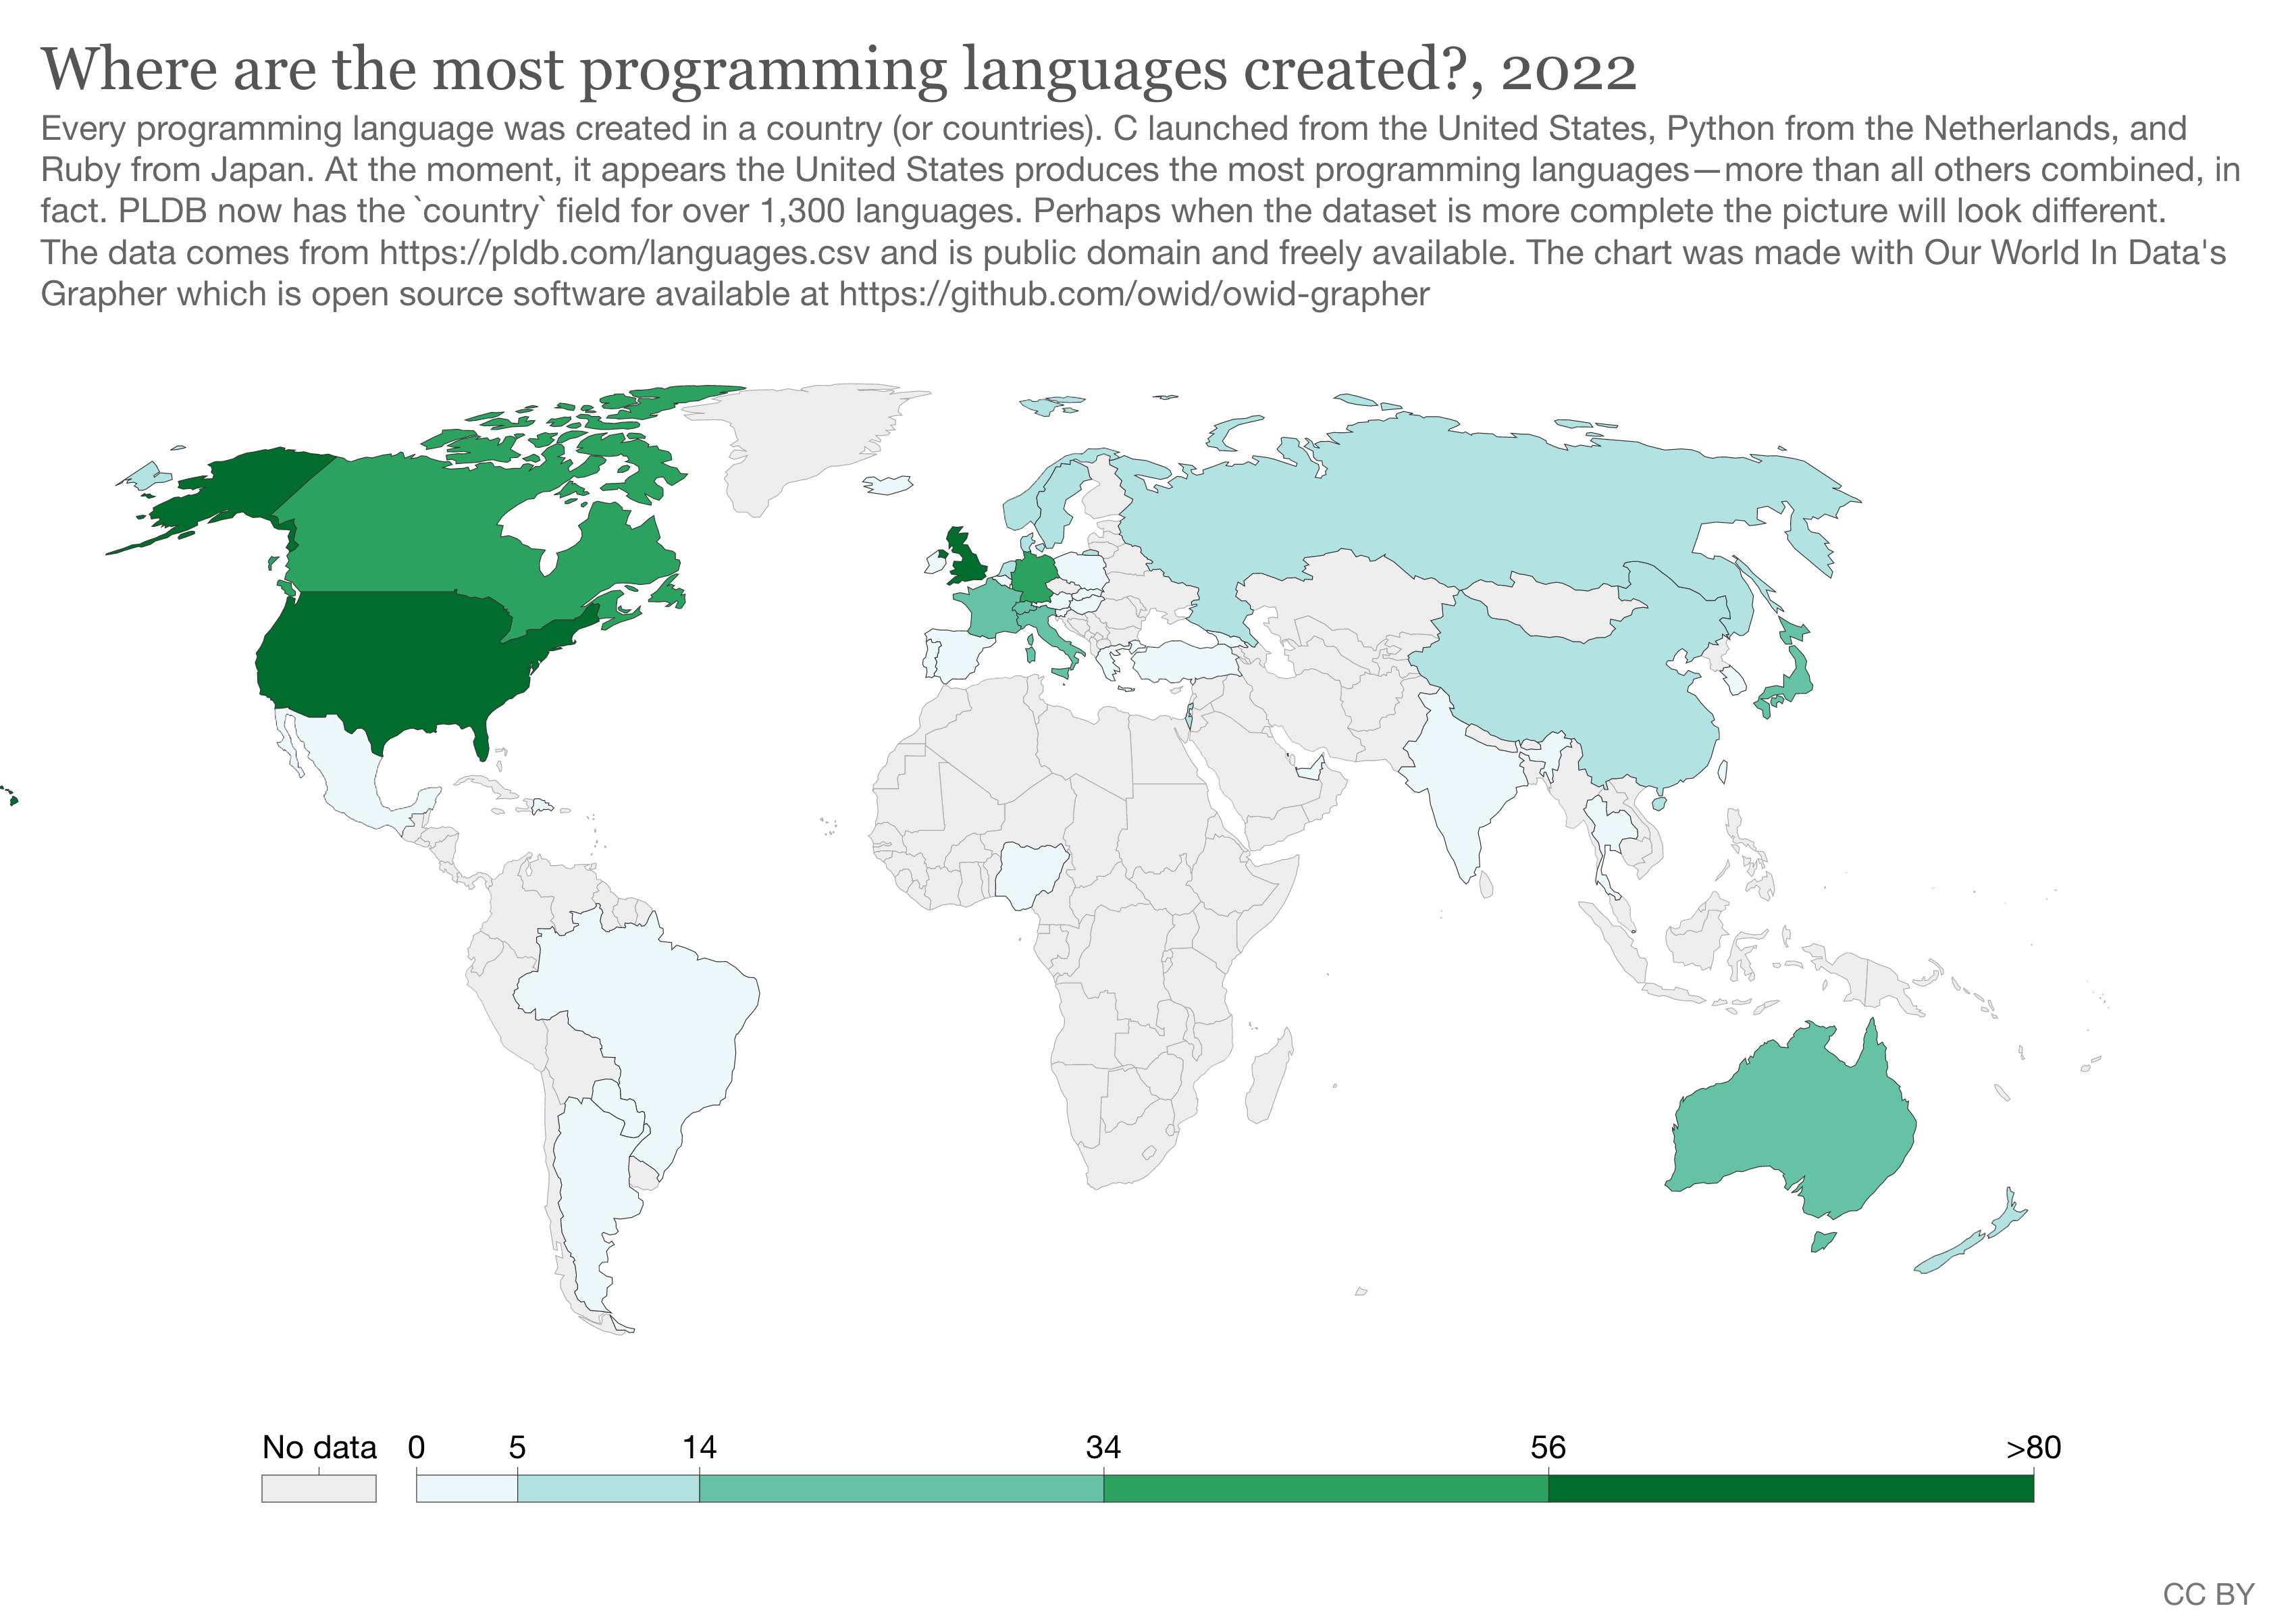 Where are the most programming languages created?, 2022
Every programming language was created in a country (or countries). C launched from the United States, Python from the Netherlands, and
Ruby from Japan. At the moment, it appears the United States produces the most programming languages—more than all others combined, in
fact. PLDB now has the `country` field for over 1,300 languages. Perhaps when the dataset is more complete the picture will look different.
The data comes from https://pldb.com/languages.csv and is public domain and freely available. The chart was made with Our World In Data's
Grapher which is open source software available at https://github.com/owid/owid-grapher
No data 0 5 14 34 56 >80
CC BY